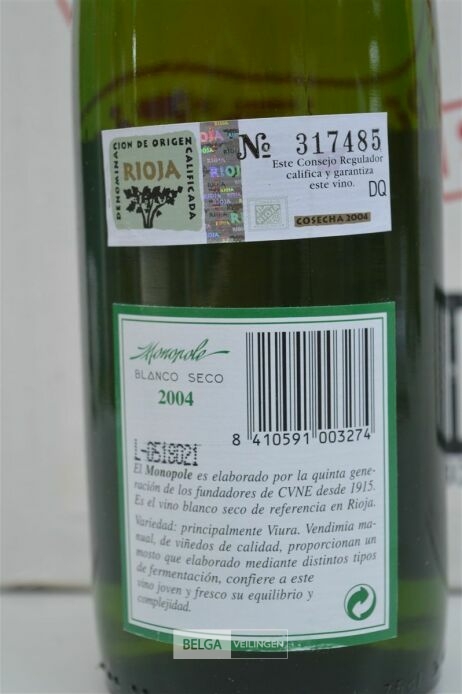 DENOMINACION DE ORIGEN CALIFICADA
RIOJA
Nº 317485
Este Consejo Regulador
califica y garantiza
este vino.
DQ
COSECHA 2004
Monopole
BLANCO SECO
2004
8 410591 003274
L-0518021
El Monopole es elaborado por la quinta gene-
ración de los fundadores de CVNE desde 1915.
Es el vino blanco seco de referencia en Rioja.
Variedad: principalmente Viura. Vendimia ma-
nual, de viñedos de calidad, proporcionan un
mosto que elaborado mediante distintos tipos
de fermentación, confiere a este
vino joven y fresco su equilibrio y
complejidad.
BELGA VEILINGEN